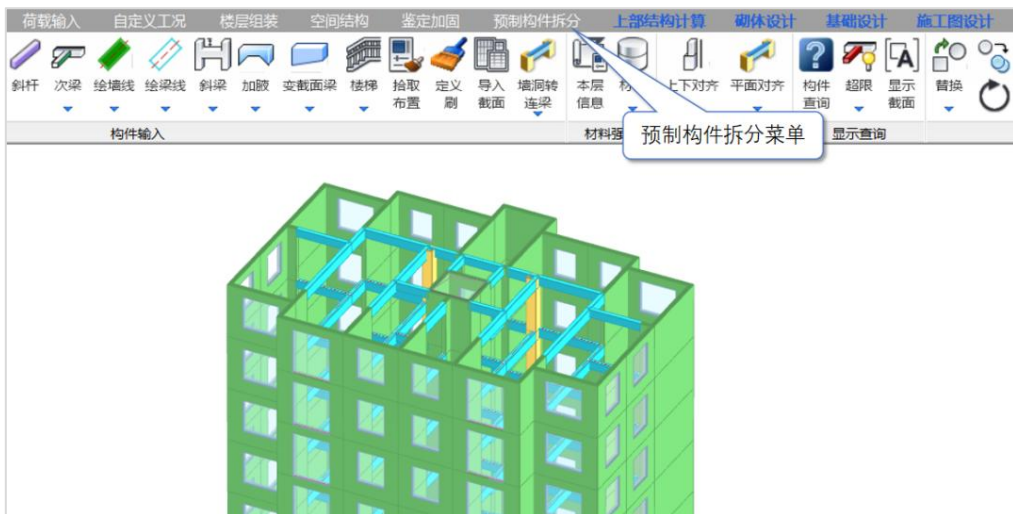 荷载输入 自定义工况 楼层组装 空间结构 鉴定加固 预制构件拆分 上部结构计算 砌体设计 基础设计 施工图设计
斜杆 次梁 绘墙线 绘梁线 斜梁 加腋 变截面梁 楼梯 拾取布置 定义刷 导入截面 墙洞转连梁 本层信息 上下对齐 平面对齐 构件查询 超限 显示截面 替换
构件输入 材料强 显示查询
预制构件拆分菜单